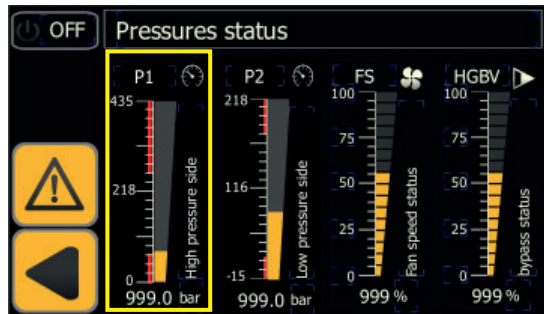 OFF Pressures status
P1 P2 FS HGBV
435 218 100 100
75 75
218 116 50 50
25 25
0 -15 0 0
High pressure side
Low pressure side
Fan speed status
bypass status
999.0 bar 999.0 bar 999 % 999 %